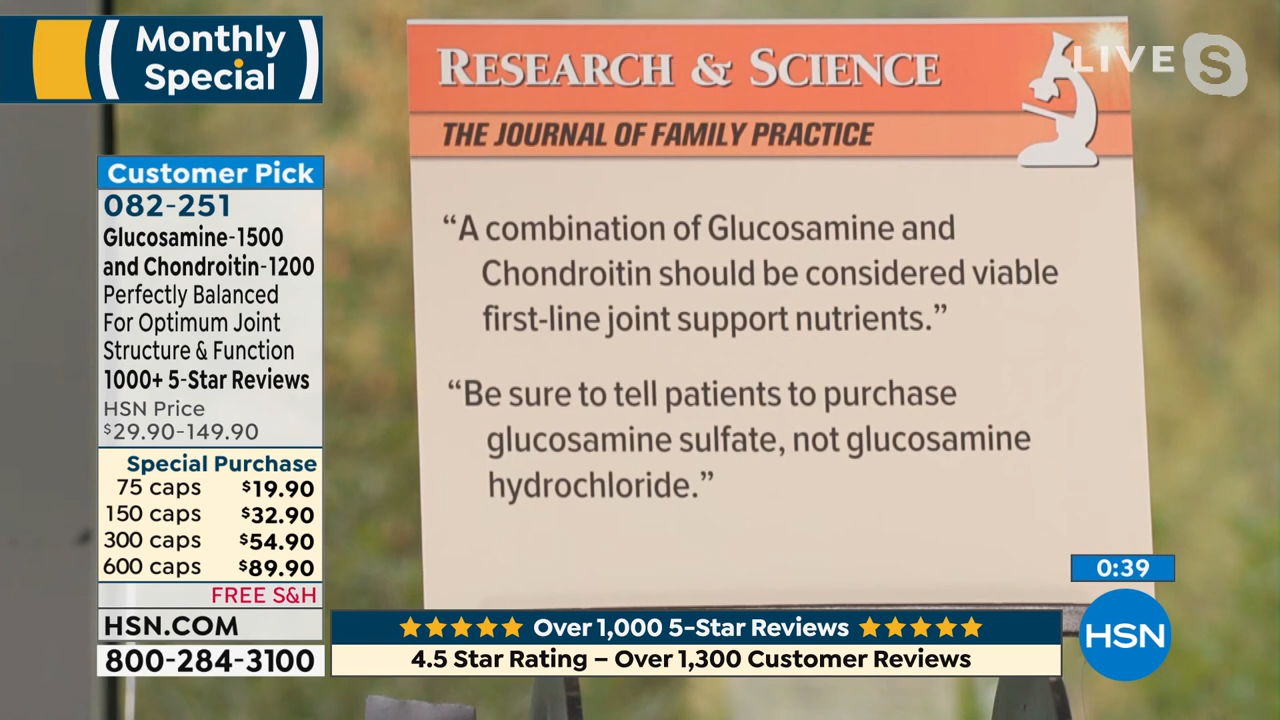 Monthly
Special
Customer Pick
082-251
Glucosamine-1500
and Chondroitin-1200
Perfectly Balanced
For Optimum Joint
Structure & Function
1000+ 5-Star Reviews
HSN Price
$29.90-149.90
Special Purchase
75 caps $19.90
150 caps $32.90
300 caps $54.90
600 caps $89.90
FREE S&H
HSN.COM
800-284-3100
RESEARCH & SCIENCE
THE JOURNAL OF FAMILY PRACTICE
“A combination of Glucosamine and
Chondroitin should be considered viable
first-line joint support nutrients.”
“Be sure to tell patients to purchase
glucosamine sulfate, not glucosamine
hydrochloride.”
LIVE S
0:39
Over 1,000 5-Star Reviews
4.5 Star Rating – Over 1,300 Customer Reviews
HSN